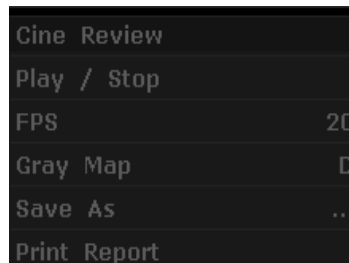 Cine Review
Play / Stop
FPS 20
Gray Map D
Save As ..
Print Report